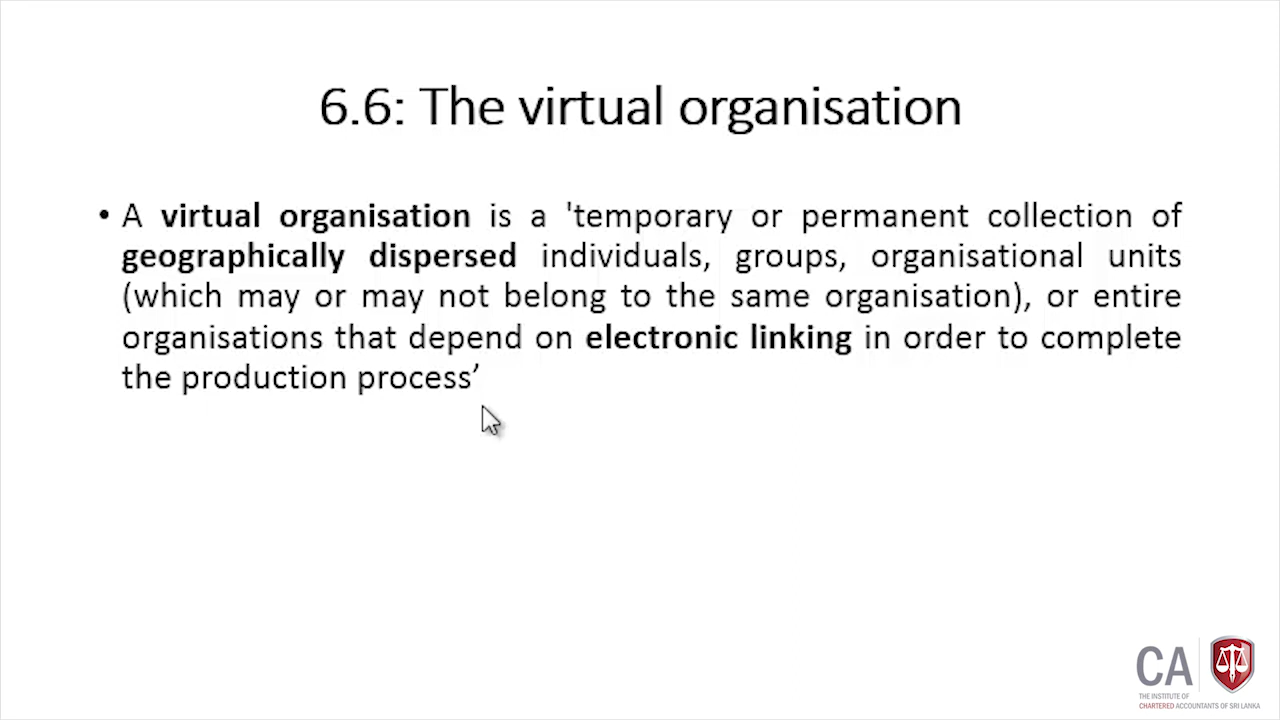 6.6: The virtual organisation
• A virtual organisation is a 'temporary or permanent collection of
geographically dispersed individuals, groups, organisational units
(which may or may not belong to the same organisation), or entire
organisations that depend on electronic linking in order to complete
the production process’
CA
THE INSTITUTE OF
CHARTERED ACCOUNTANTS OF SRI LANKA